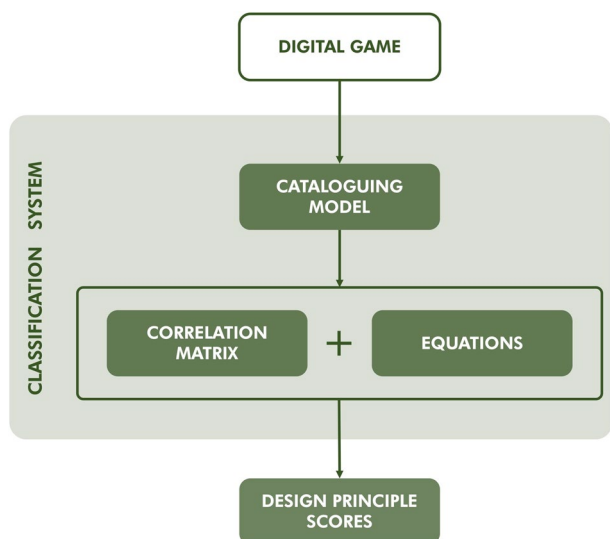 DIGITAL GAME
CLASSIFICATION SYSTEM
CATALOGUING
MODEL
CORRELATION
MATRIX
+
EQUATIONS
DESIGN PRINCIPLE
SCORES